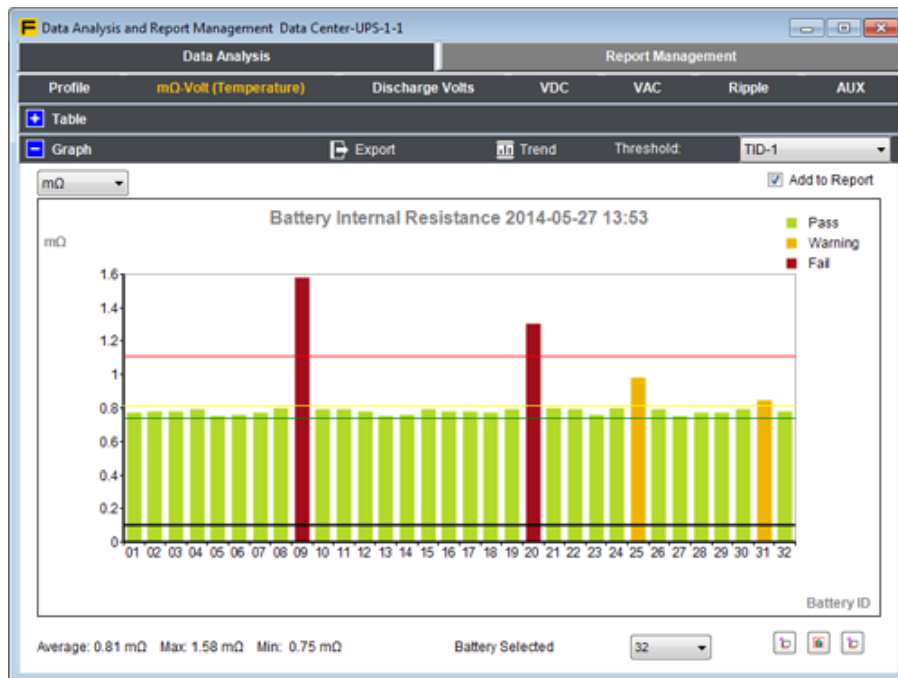 Data Analysis and Report Management Data Center-UPS-1-1
Data Analysis Report Management
Profile mΩ-Volt (Temperature) Discharge Volts VDC VAC Ripple AUX
Table
Graph Export Trend Threshold: TID-1
mΩ Add to Report
Battery Internal Resistance 2014-05-27 13:53
Pass
mΩ Warning
Fail
1.6
1.4
1.2
1
0.8
0.6
0.4
0.2
0
01 02 03 04 05 06 07 08 09 10 11 12 13 14 15 16 17 18 19 20 21 22 23 24 25 26 27 28 29 30 31 32
Battery ID
Average: 0.81 mΩ Max: 1.58 mΩ Min: 0.75 mΩ Battery Selected 32